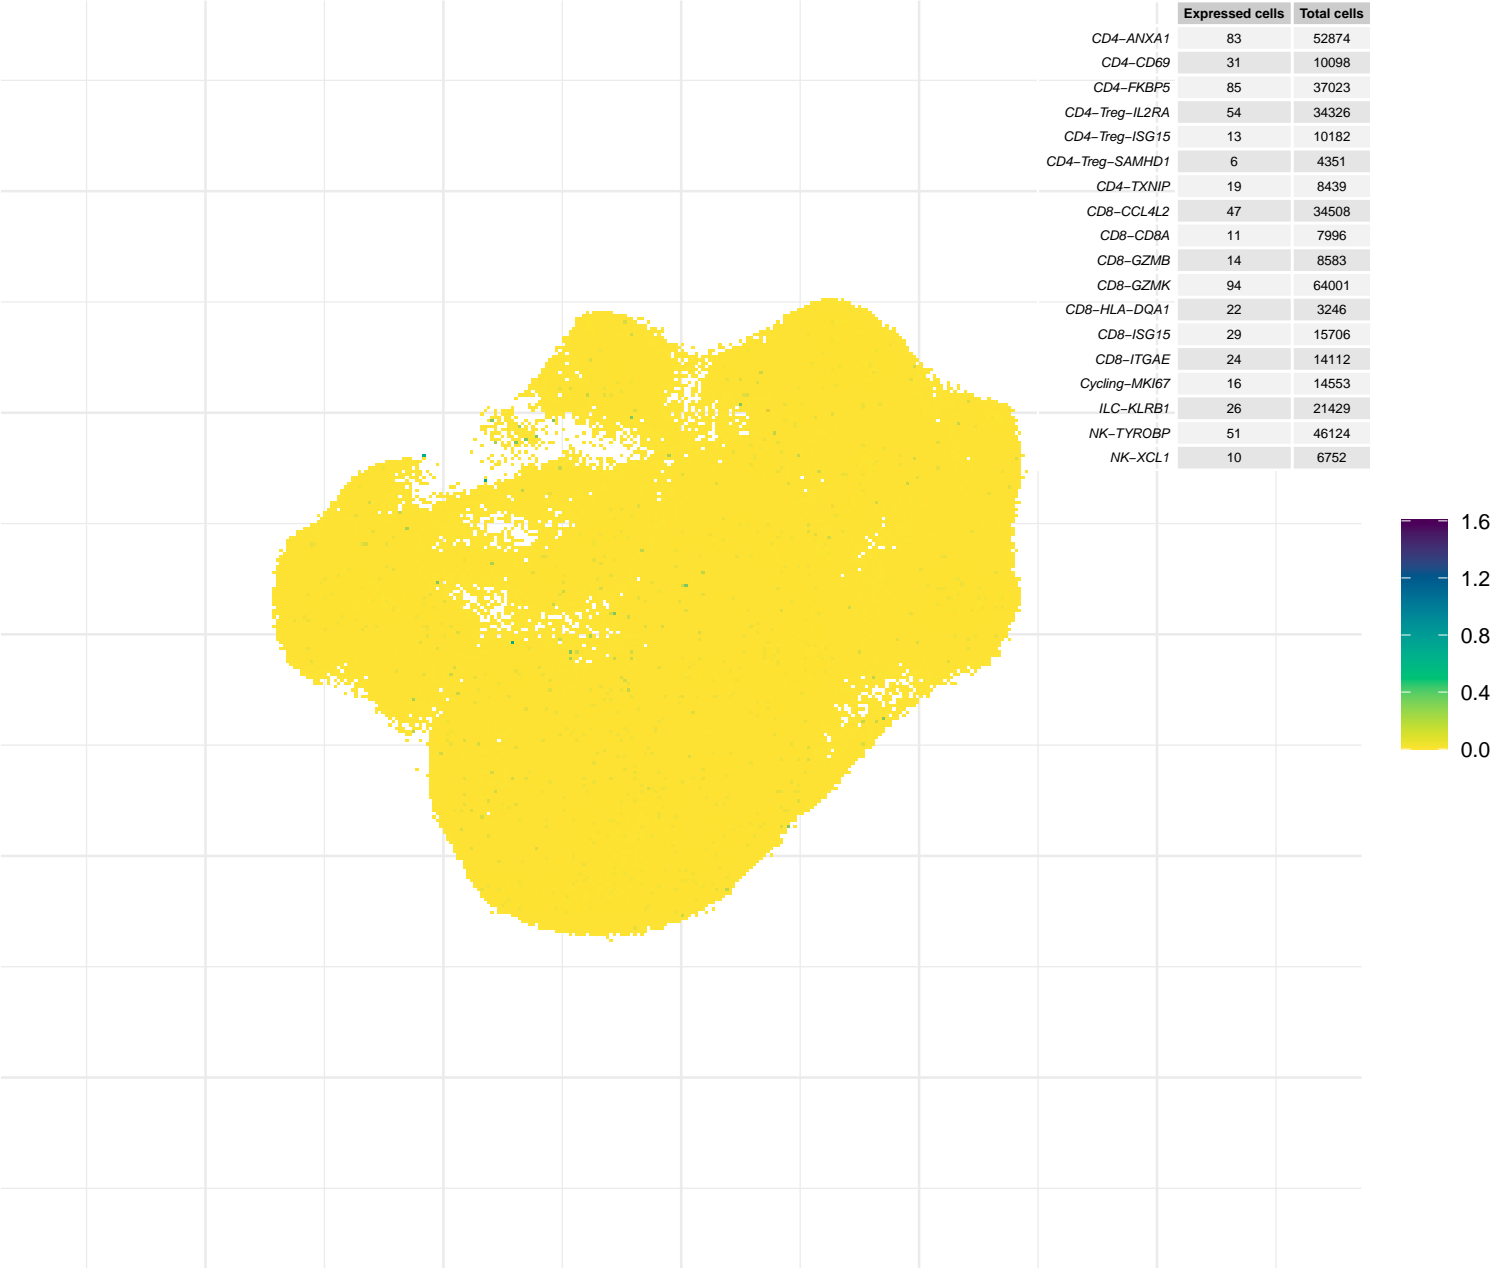 Expressed cells Total cells
CD4−ANXA1 83 52874
CD4−CD69 31 10098
CD4−FKBP5 85 37023
CD4−Treg−IL2RA 54 34326
CD4−Treg−ISG15 13 10182
CD4−Treg−SAMHD1 6 4351
CD4−TXNIP 19 8439
CD8−CCL4L2 47 34508
CD8−CD8A 11 7996
CD8−GZMB 14 8583
CD8−GZMK 94 64001
CD8−HLA−DQA1 22 3246
CD8−ISG15 29 15706
CD8−ITGAE 24 14112
Cycling−MKI67 16 14553
ILC−KLRB1 26 21429
NK−TYROBP 51 46124
NK−XCL1 10 6752
1.6
1.2
0.8
0.4
0.0